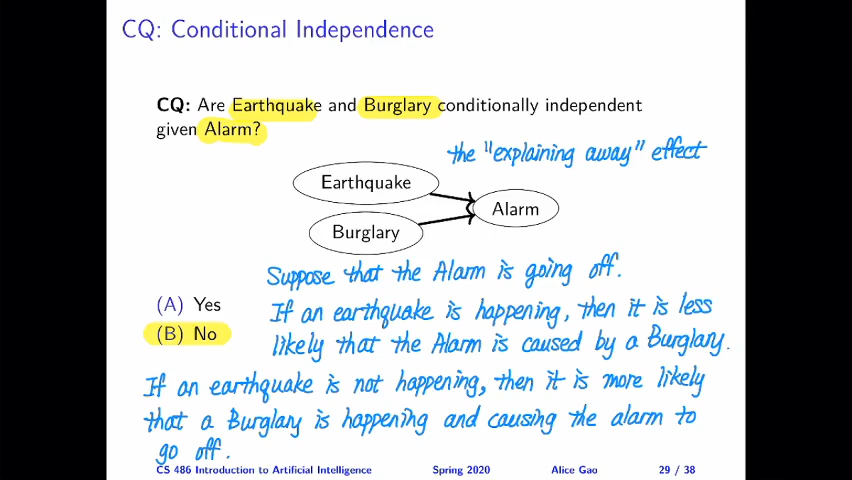 CQ: Conditional Independence
CQ: Are Earthquake and Burglary conditionally independent
given Alarm?
the "explaining away" effect
Earthquake
Alarm
Burglary
Suppose that the Alarm is going off.
(A) Yes
If an earthquake is happening, then it is less
(B) No
likely that the Alarm is caused by a Burglary.
If an earthquake is not happening, then it is more likely
that a Burglary is happening and causing the alarm to
go off.
CS 486 Introduction to Artificial Intelligence Spring 2020 Alice Gao 29 / 38